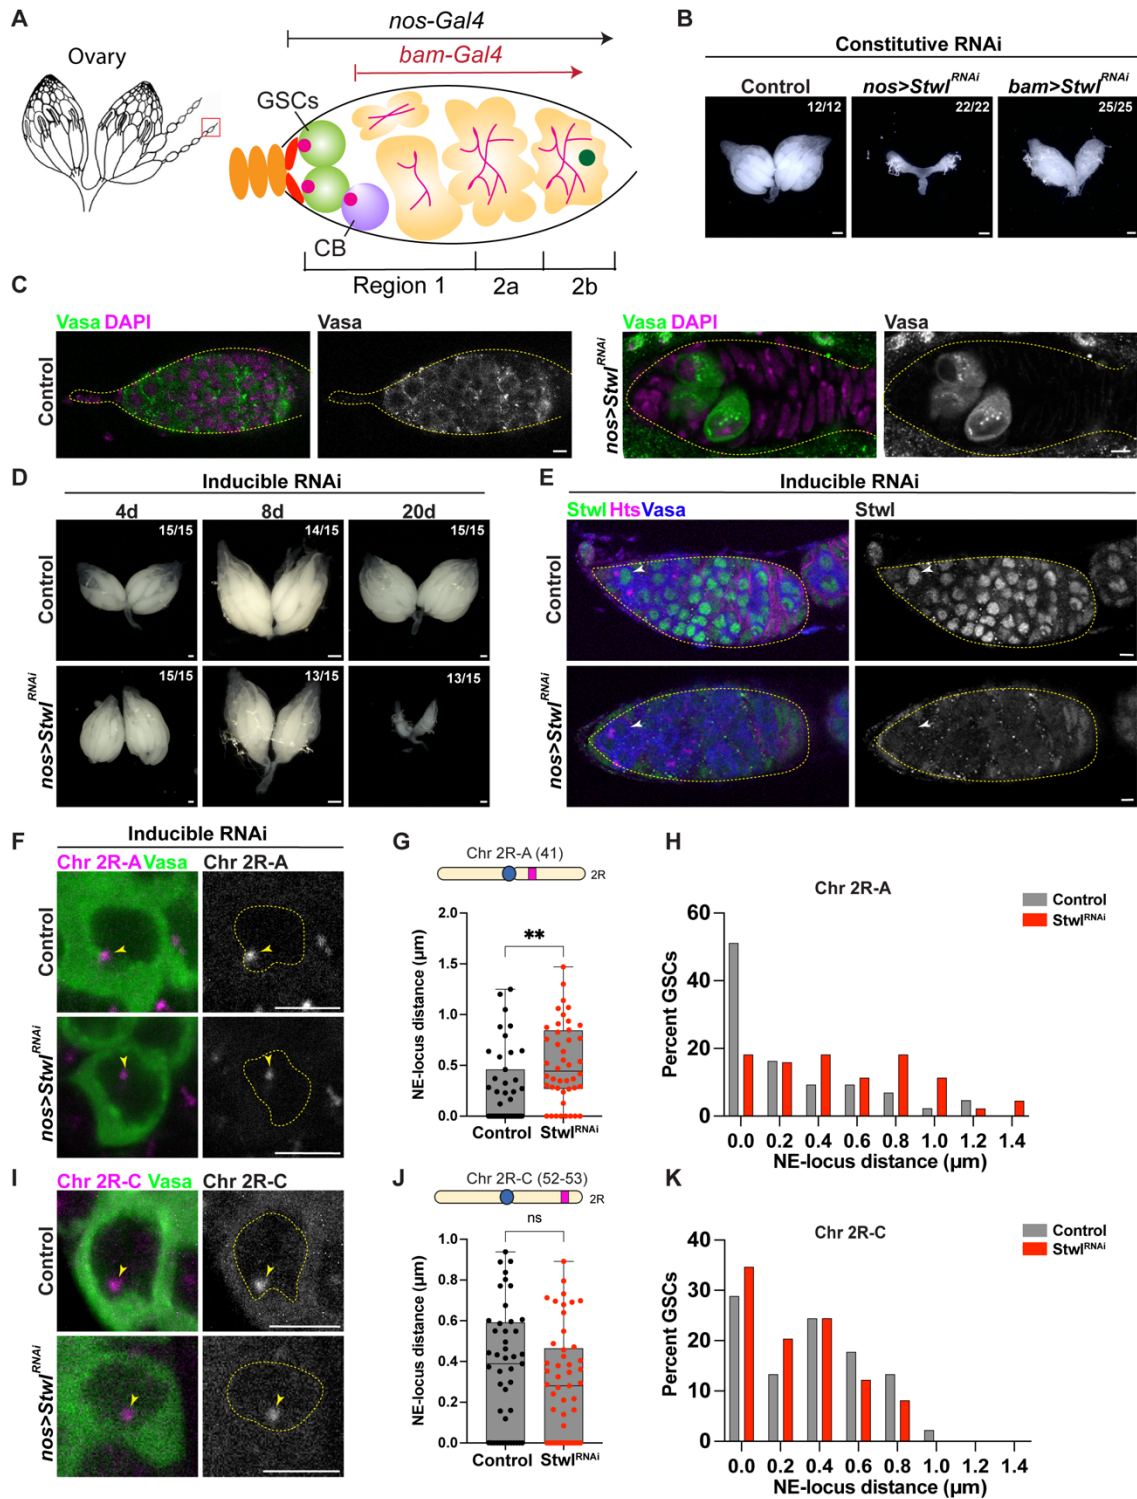 A
Ovary
nos-Gal4
bam-Gal4
GSCs
CB
Region 1
2a
2b
B
Constitutive RNAi
Control
nos>Stwl RNAi
bam>Stwl RNAi
12/12
22/22
25/25
C
Vasa DAPI
Vasa
Vasa DAPI
Vasa
Control
nos>Stwl RNAi
D
Inducible RNAi
4d
8d
20d
Control
15/15
14/15
15/15
nos>Stwl RNAi
15/15
13/15
13/15
E
Inducible RNAi
Stwl Hts Vasa
Stwl
Control
nos>Stwl RNAi
F
Inducible RNAi
Chr 2R-A Vasa
Chr 2R-A
Control
nos>Stwl RNAi
G
Chr 2R-A (41)
2R
**
NE-locus distance (µm)
2.0
1.5
1.0
0.5
0.0
Control
Stwl RNAi
H
Chr 2R-A
Control
Stwl RNAi
Percent GSCs
60
40
20
0
0.0 0.2 0.4 0.6 0.8 1.0 1.2 1.4
NE-locus distance (µm)
I
Chr 2R-C Vasa
Chr 2R-C
Control
nos>Stwl RNAi
J
Chr 2R-C (52-53)
2R
ns
NE-locus distance (µm)
1.0
0.8
0.6
0.4
0.2
0.0
Control
Stwl RNAi
K
Chr 2R-C
Control
Stwl RNAi
Percent GSCs
40
30
20
10
0
0.0 0.2 0.4 0.6 0.8 1.0 1.2 1.4
NE-locus distance (µm)